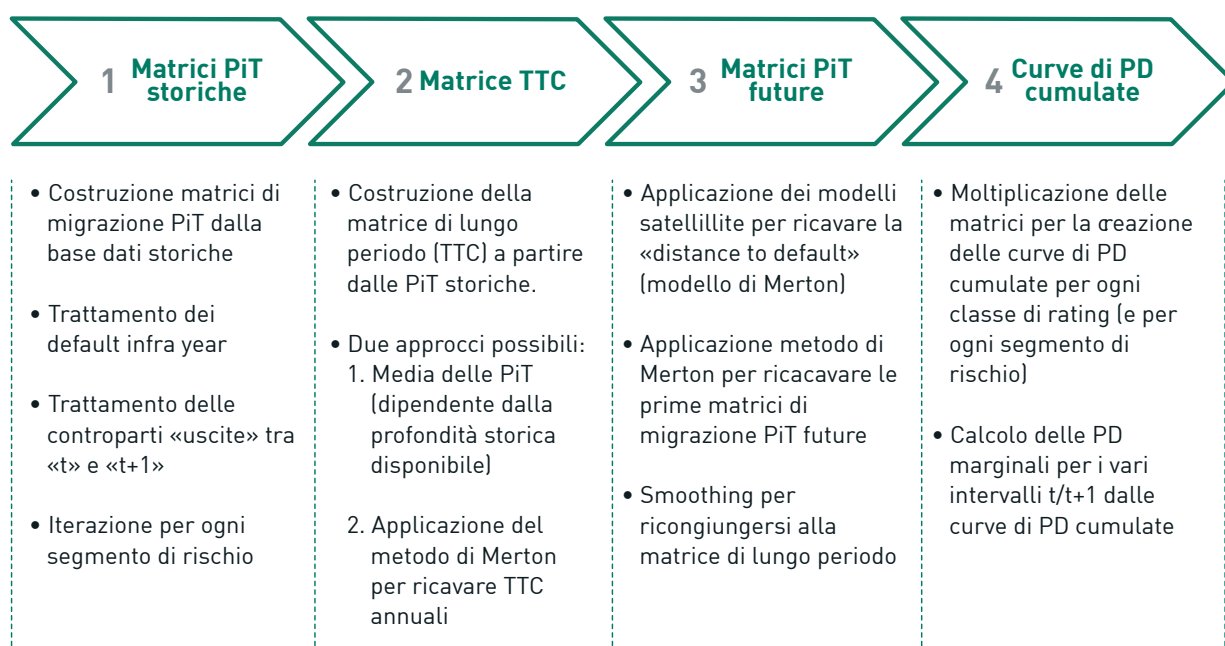 1 Matrici PiT
storiche
2 Matrice TTC
3 Matrici PiT
future
4 Curve di PD
cumulate
• Costruzione matrici di
migrazione PiT dalla
base dati storiche
• Trattamento dei
default infra year
• Trattamento delle
controparti «uscite» tra
«t» e «t+1»
• Iterazione per ogni
segmento di rischio
• Costruzione della
matrice di lungo
periodo (TTC) a partire
dalle PiT storiche.
• Due approcci possibili:
1. Media delle PiT
(dipendente dalla
profondità storica
disponibile)
2. Applicazione del
metodo di Merton
per ricavare TTC
annuali
• Applicazione dei modelli
satellillite per ricavare la
«distance to default»
(modello di Merton)
• Applicazione metodo di
Merton per ricacavare le
prime matrici di
migrazione PiT future
• Smoothing per
ricongiungersi alla
matrice di lungo periodo
• Moltiplicazione delle
matrici per la creazione
delle curve di PD
cumulate per ogni
classe di rating (e per
ogni segmento di
rischio)
• Calcolo delle PD
marginali per i vari
intervalli t/t+1 dalle
curve di PD cumulate